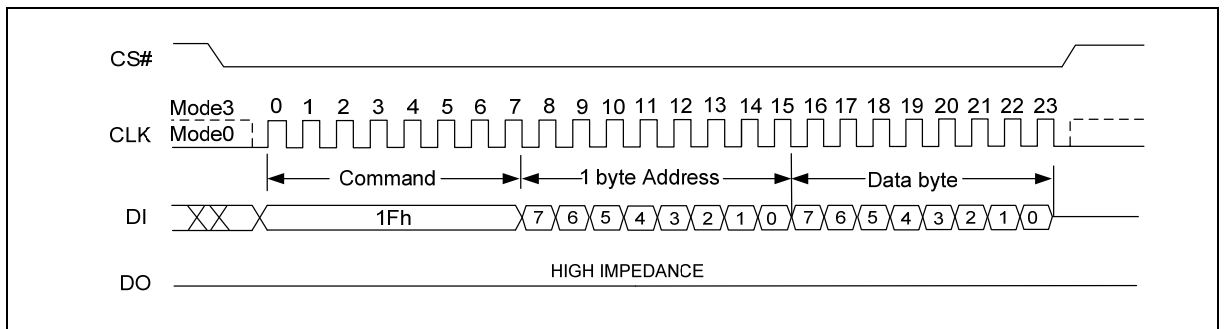 CS#
Mode3
0 1 2 3 4 5 6 7 8 9 10 11 12 13 14 15 16 17 18 19 20 21 22 23
CLK
Mode0
Command
1 byte Address
Data byte
DI
1Fh
7 6 5 4 3 2 1 0 7 6 5 4 3 2 1 0
HIGH IMPEDANCE
DO